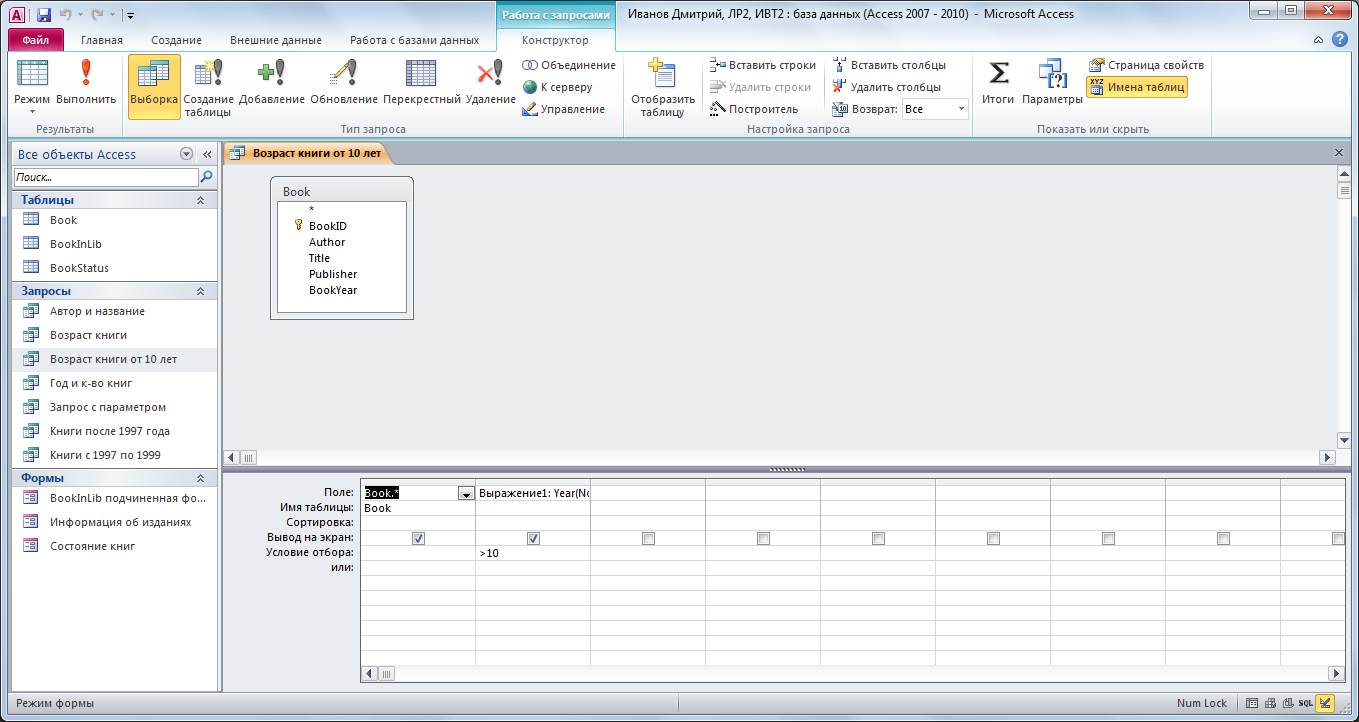 Работа с запросами
Иванов Дмитрий, ЛР2, ИВТ2 : база данных (Access 2007 - 2010) - Microsoft Access
Файл
Главная
Создание
Внешние данные
Работа с базами данных
Конструктор
Режим
Выполнить
Результаты
Выборка
Создание таблицы
Добавление
Обновление
Перекрестный
Удаление
Объединение
К серверу
Управление
Тип запроса
Отобразить таблицу
Вставить строки
Удалить строки
Построитель
Вставить столбцы
Удалить столбцы
Возврат: Все
Настройка запроса
Итоги
Параметры
Страница свойств
XYZ Имена таблиц
Показать или скрыть
Все объекты Access
Поиск...
Таблицы
Book
BookInLib
BookStatus
Запросы
Автор и название
Возраст книги
Возраст книги от 10 лет
Год и к-во книг
Запрос с параметром
Книги после 1997 года
Книги с 1997 по 1999
Формы
BookInLib подчиненная фо...
Информация об изданиях
Состояние книг
Возраст книги от 10 лет
Book
*
BookID
Author
Title
Publisher
BookYear
Поле: Book.* Выражение1: Year(No
Имя таблицы: Book
Сортировка:
Вывод на экран:
Условие отбора: >10
или:
Режим формы
Num Lock
SQL